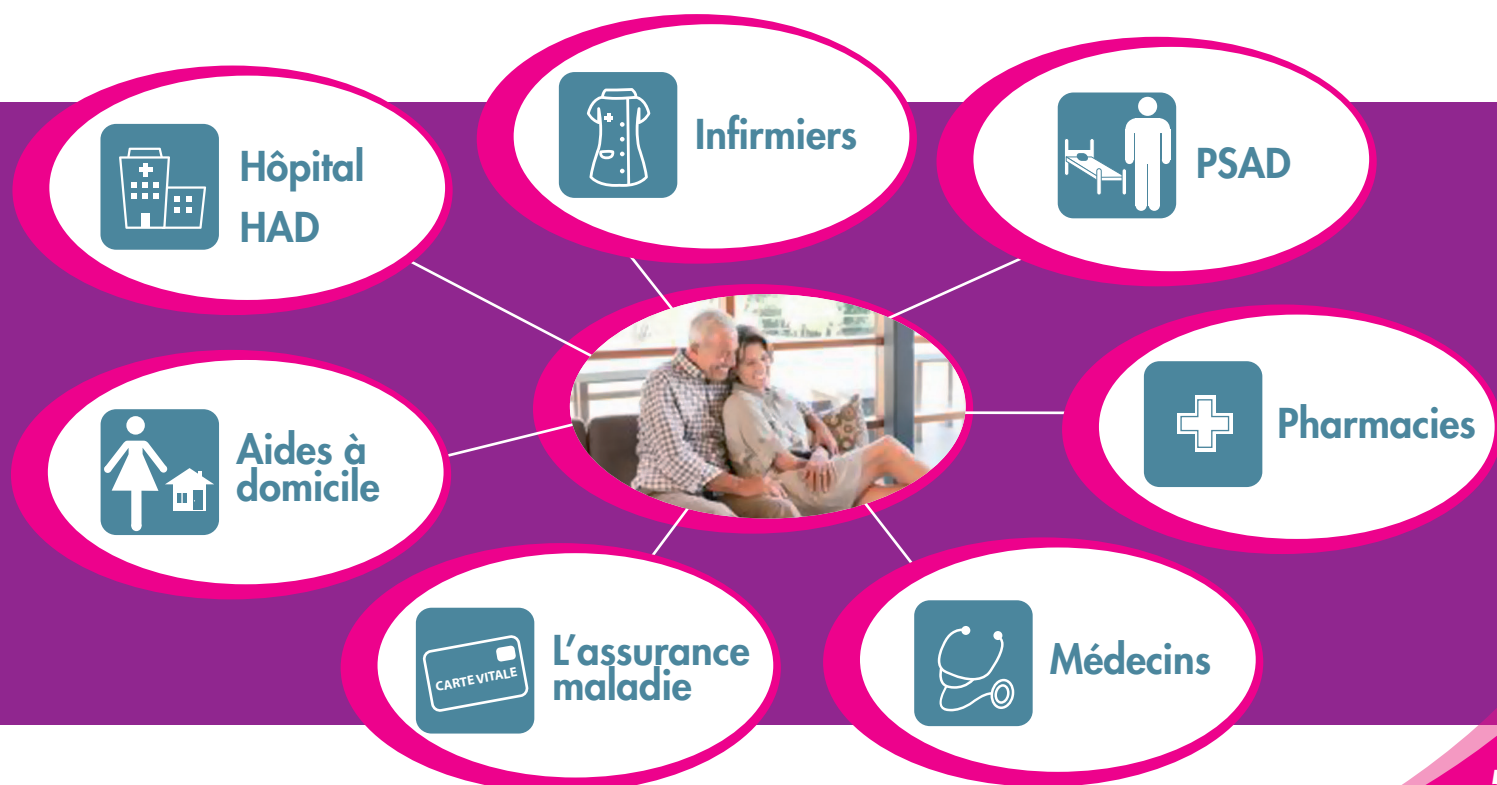 Infirmiers
PSAD
Hôpital
HAD
Pharmacies
Aides à
domicile
L'assurance
maladie
CARTE VITALE
Médecins